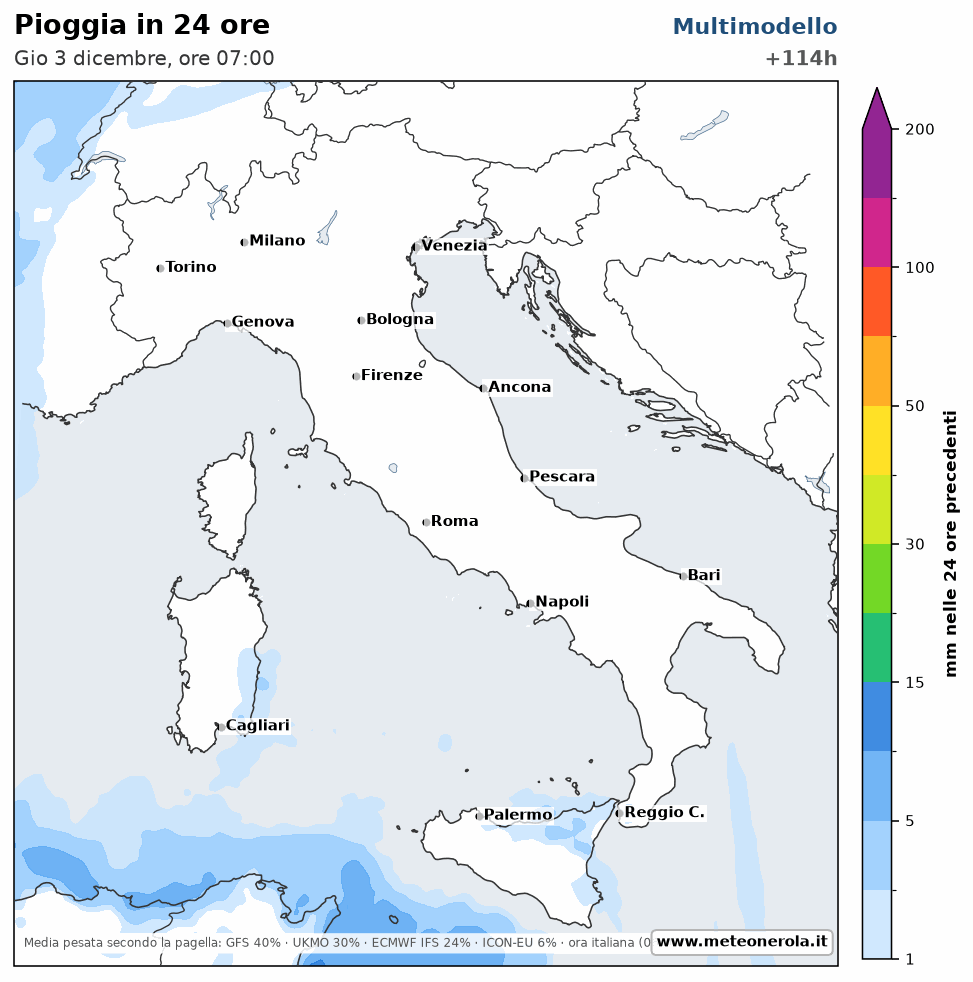 Pioggia in 24 ore
Multimodello
Gio 3 dicembre, ore 07:00
+114h
Milano
Venezia
Torino
Genova
Bologna
Firenze
Ancona
Pescara
Roma
Bari
Napoli
Cagliari
Palermo
Reggio C.
200
100
50
30
15
5
1
mm nelle 24 ore precedenti
Media pesata secondo la pagella: GFS 40% · UKMO 30% · ECMWF IFS 24% · ICON-EU 6% · ora italiana (0
www.meteonerola.it